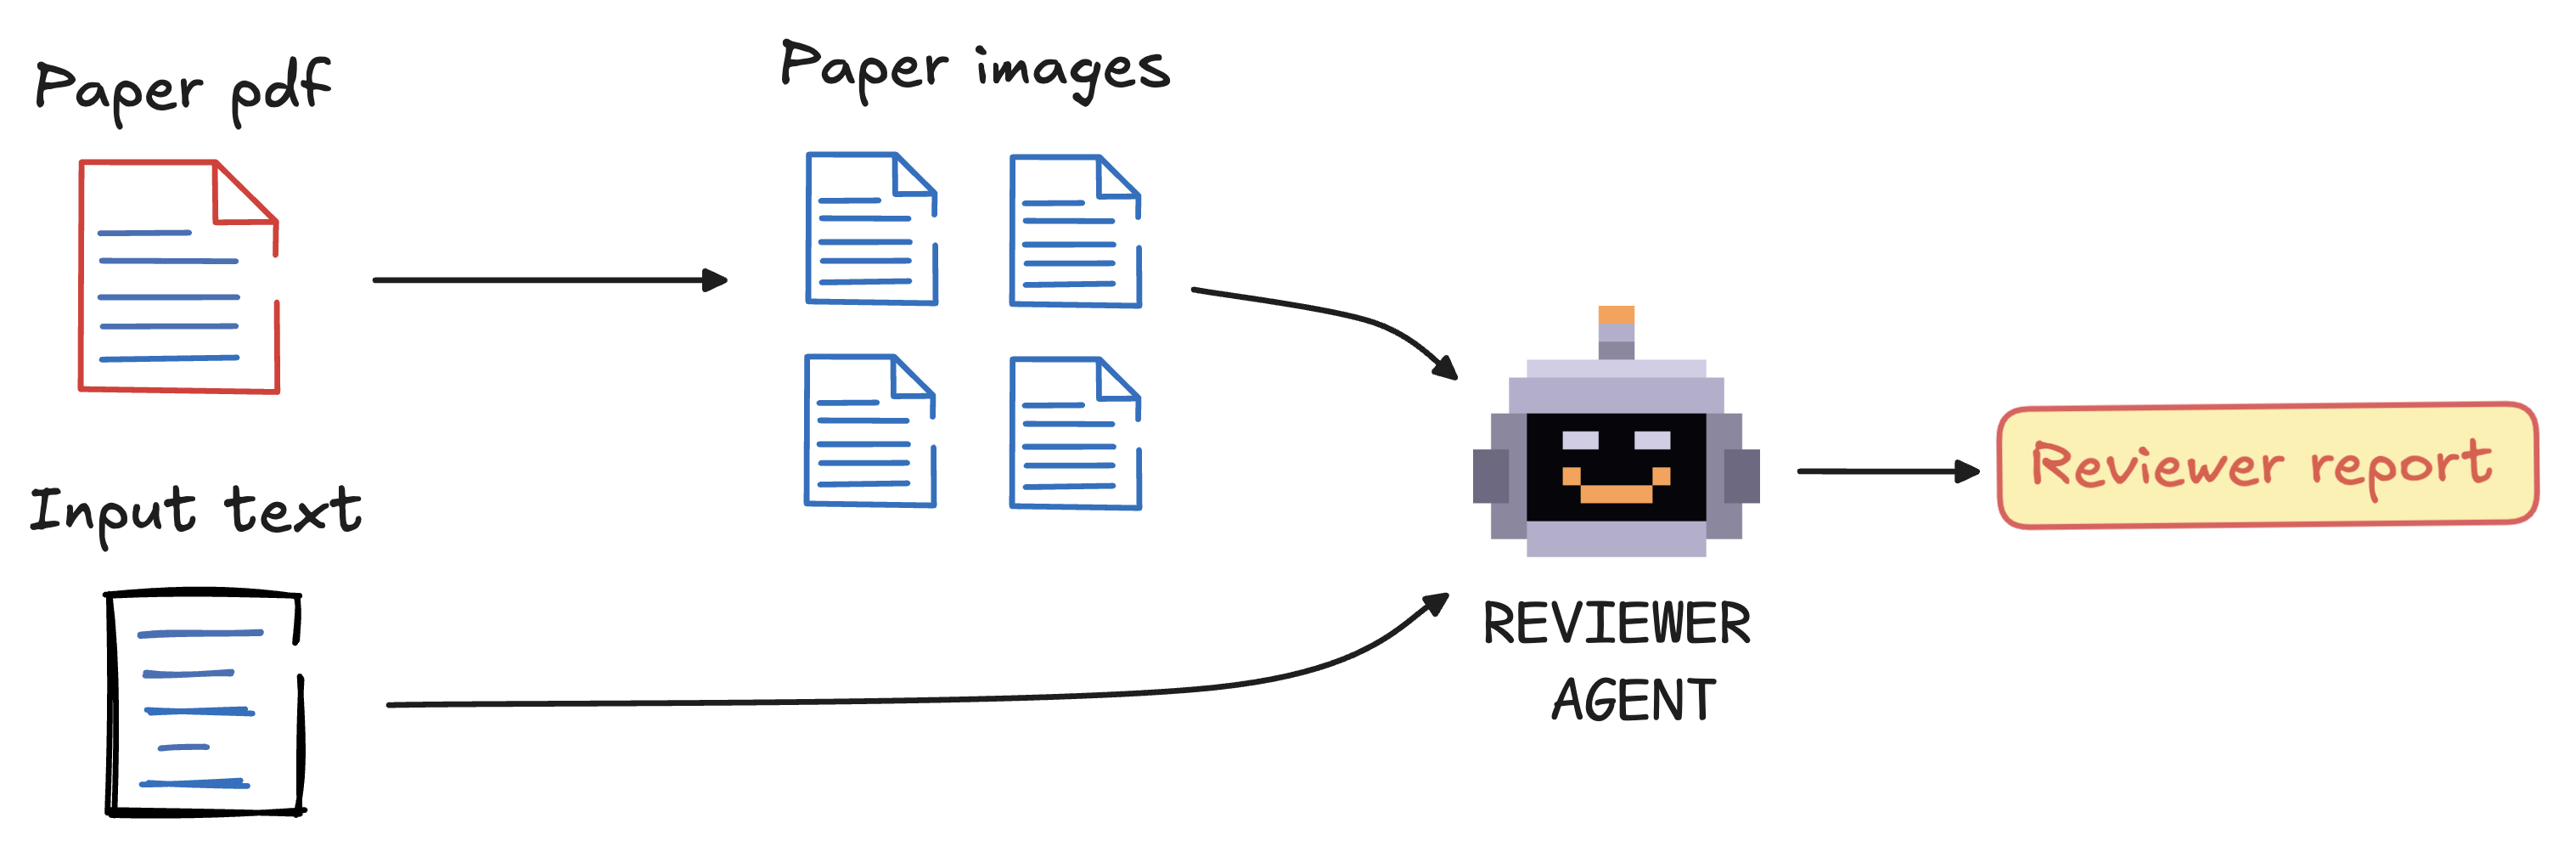 Paper pdf
Paper images
Input text
REVIEWER
AGENT
Reviewer report